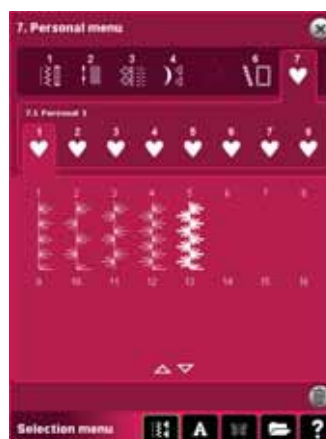 7. Personal menu
1 2 3 4 6 7
7.1 Personal 1
1 2 3 4 5 6 7 8
1 2 3 4 5 6 7 8
9 10 11 12 13 14 15 16
Selection menu A ?